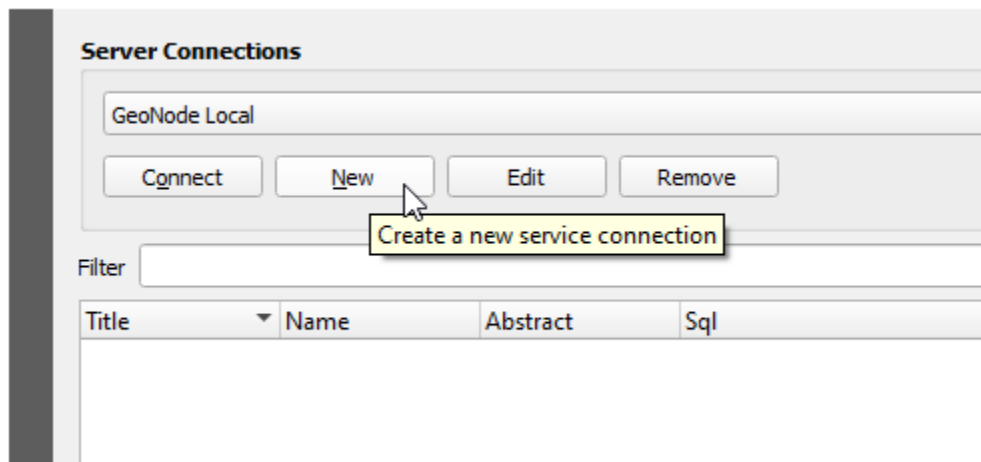 Server Connections
GeoNode Local
Connect New Edit Remove
Create a new service connection
Filter
Title Name Abstract Sql